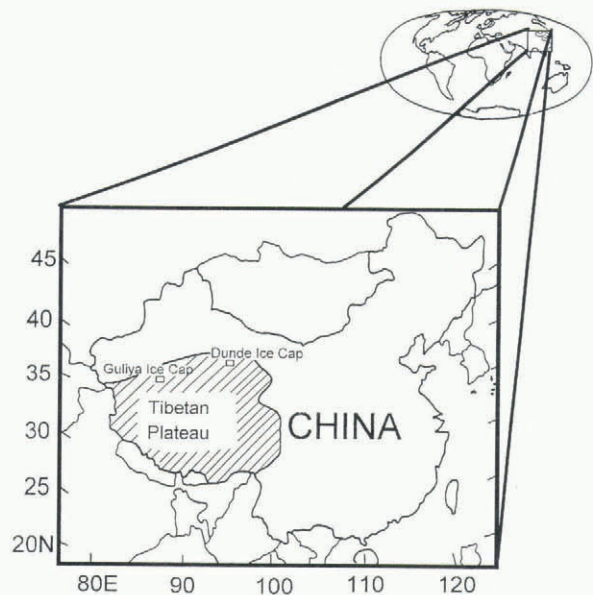 45
40
Dunde Ice Cap
Guliya Ice Cap
35
Tibetan
Plateau
CHINA
30
25
20N
80E 90 100 110 120